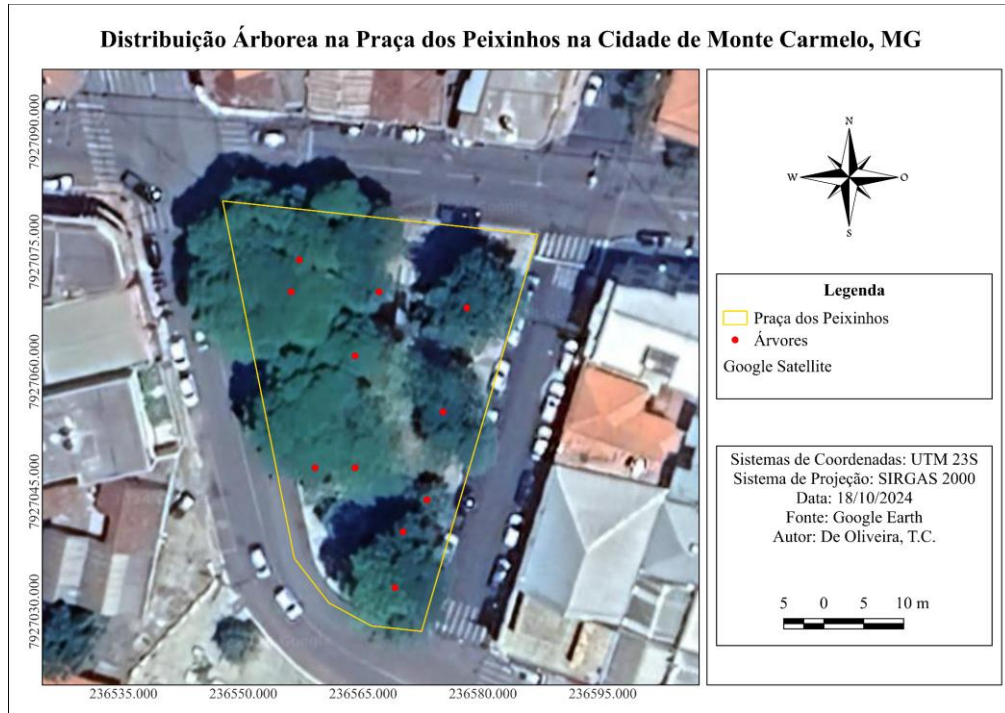 Distribuição Árborea na Praça dos Peixinhos na Cidade de Monte Carmelo, MG
7927090.000
7927075.000
7927060.000
7927045.000
7927030.000
236535.000 236550.000 236565.000 236580.000 236595.000
N
W O
S
Legenda
Praça dos Peixinhos
Árvores
Google Satellite
Sistemas de Coordenadas: UTM 23S
Sistema de Projeção: SIRGAS 2000
Data: 18/10/2024
Fonte: Google Earth
Autor: De Oliveira, T.C.
5 0 5 10 m